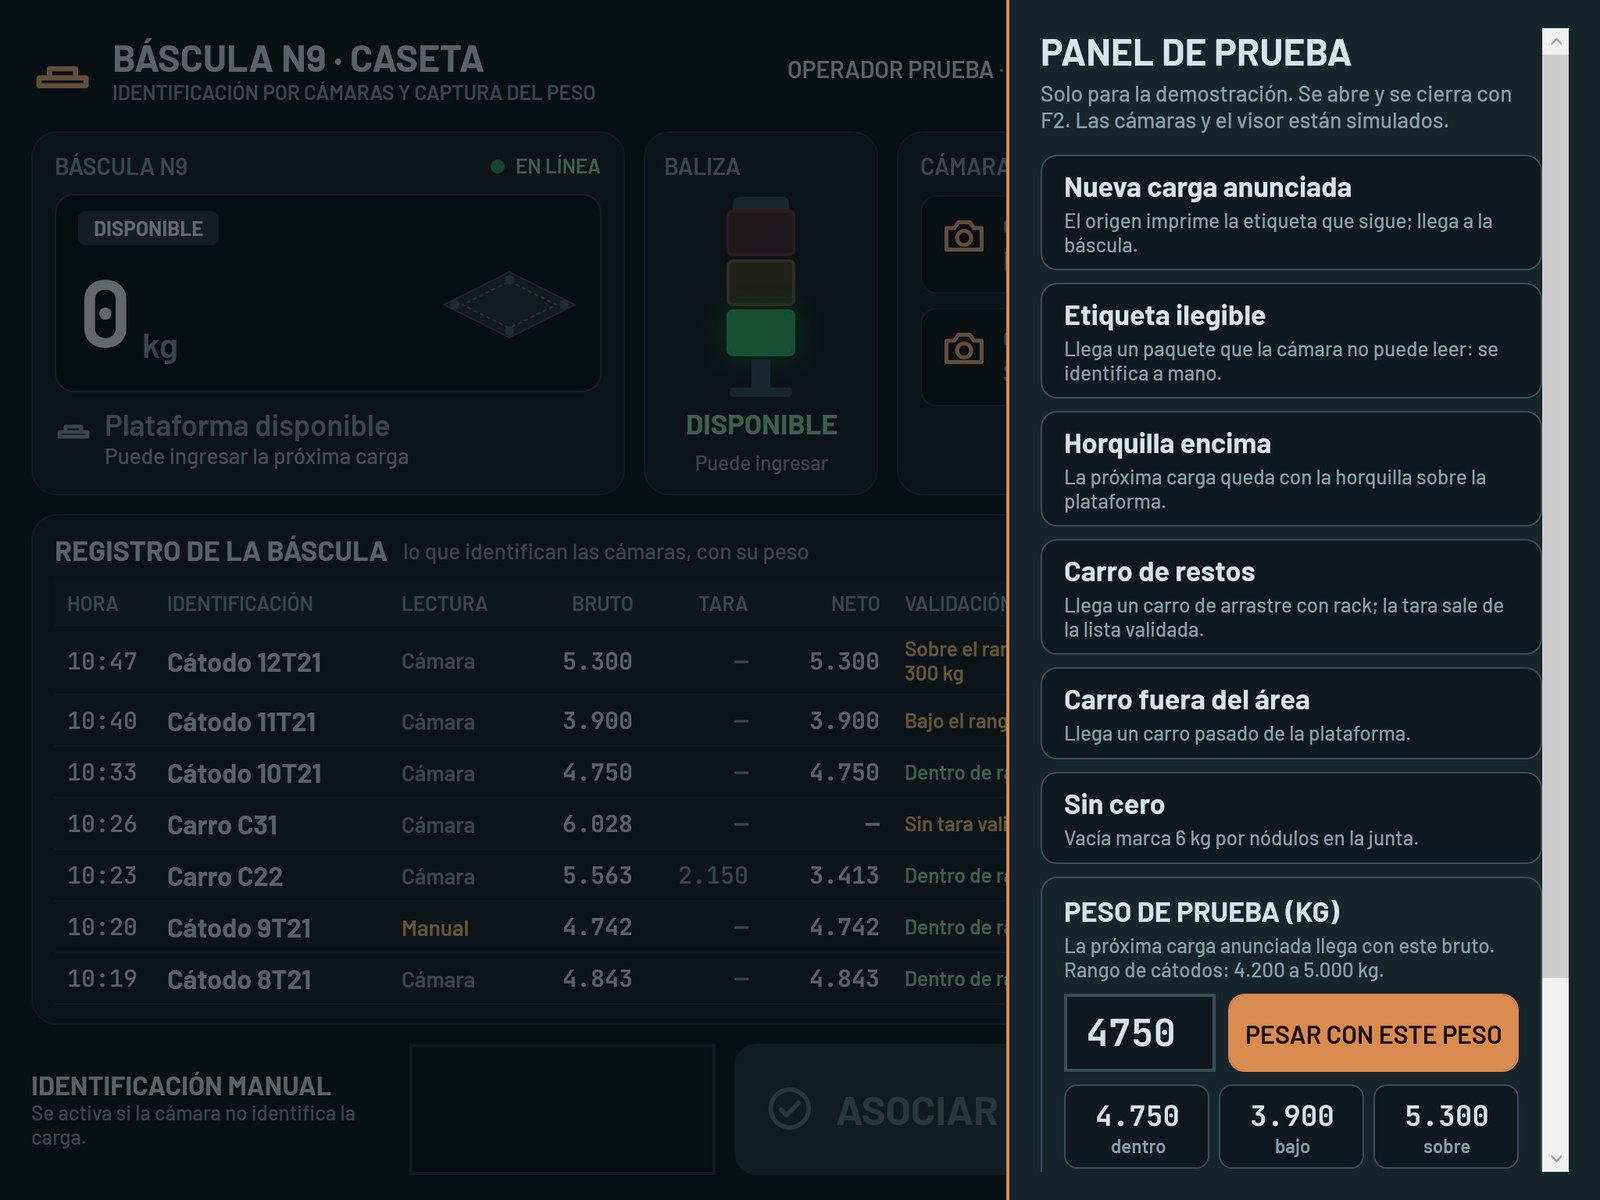 BÁSCULA N9 · CASETA
IDENTIFICACIÓN POR CÁMARAS Y CAPTURA DEL PESO
OPERADOR PRUEBA ·
BÁSCULA N9
EN LÍNEA
DISPONIBLE
0 kg
Plataforma disponible
Puede ingresar la próxima carga
BALIZA
DISPONIBLE
Puede ingresar
CÁMARA
REGISTRO DE LA BÁSCULA lo que identifican las cámaras, con su peso
HORA IDENTIFICACIÓN LECTURA BRUTO TARA NETO VALIDACIÓN
10:47 Cátodo 12T21 Cámara 5.300 — 5.300 Sobre el ran
300 kg
10:40 Cátodo 11T21 Cámara 3.900 — 3.900 Bajo el rang
10:33 Cátodo 10T21 Cámara 4.750 — 4.750 Dentro de ra
10:26 Carro C31 Cámara 6.028 — — Sin tara vali
10:23 Carro C22 Cámara 5.563 2.150 3.413 Dentro de ra
10:20 Cátodo 9T21 Manual 4.742 — 4.742 Dentro de ra
10:19 Cátodo 8T21 Cámara 4.843 — 4.843 Dentro de ra
IDENTIFICACIÓN MANUAL
Se activa si la cámara no identifica la
carga.
ASOCIAR
PANEL DE PRUEBA
Solo para la demostración. Se abre y se cierra con
F2. Las cámaras y el visor están simulados.
Nueva carga anunciada
El origen imprime la etiqueta que sigue; llega a la
báscula.
Etiqueta ilegible
Llega un paquete que la cámara no puede leer: se
identifica a mano.
Horquilla encima
La próxima carga queda con la horquilla sobre la
plataforma.
Carro de restos
Llega un carro de arrastre con rack; la tara sale de
la lista validada.
Carro fuera del área
Llega un carro pasado de la plataforma.
Sin cero
Vacía marca 6 kg por nódulos en la junta.
PESO DE PRUEBA (KG)
La próxima carga anunciada llega con este bruto.
Rango de cátodos: 4.200 a 5.000 kg.
4750 PESAR CON ESTE PESO
4.750 3.900 5.300
dentro bajo sobre